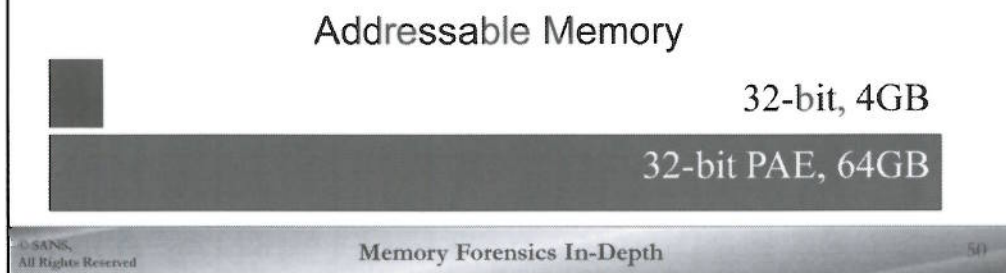 Addressable Memory
32-bit, 4GB
32-bit PAE, 64GB
© SANS,
All Rights Reserved
Memory Forensics In-Depth
50